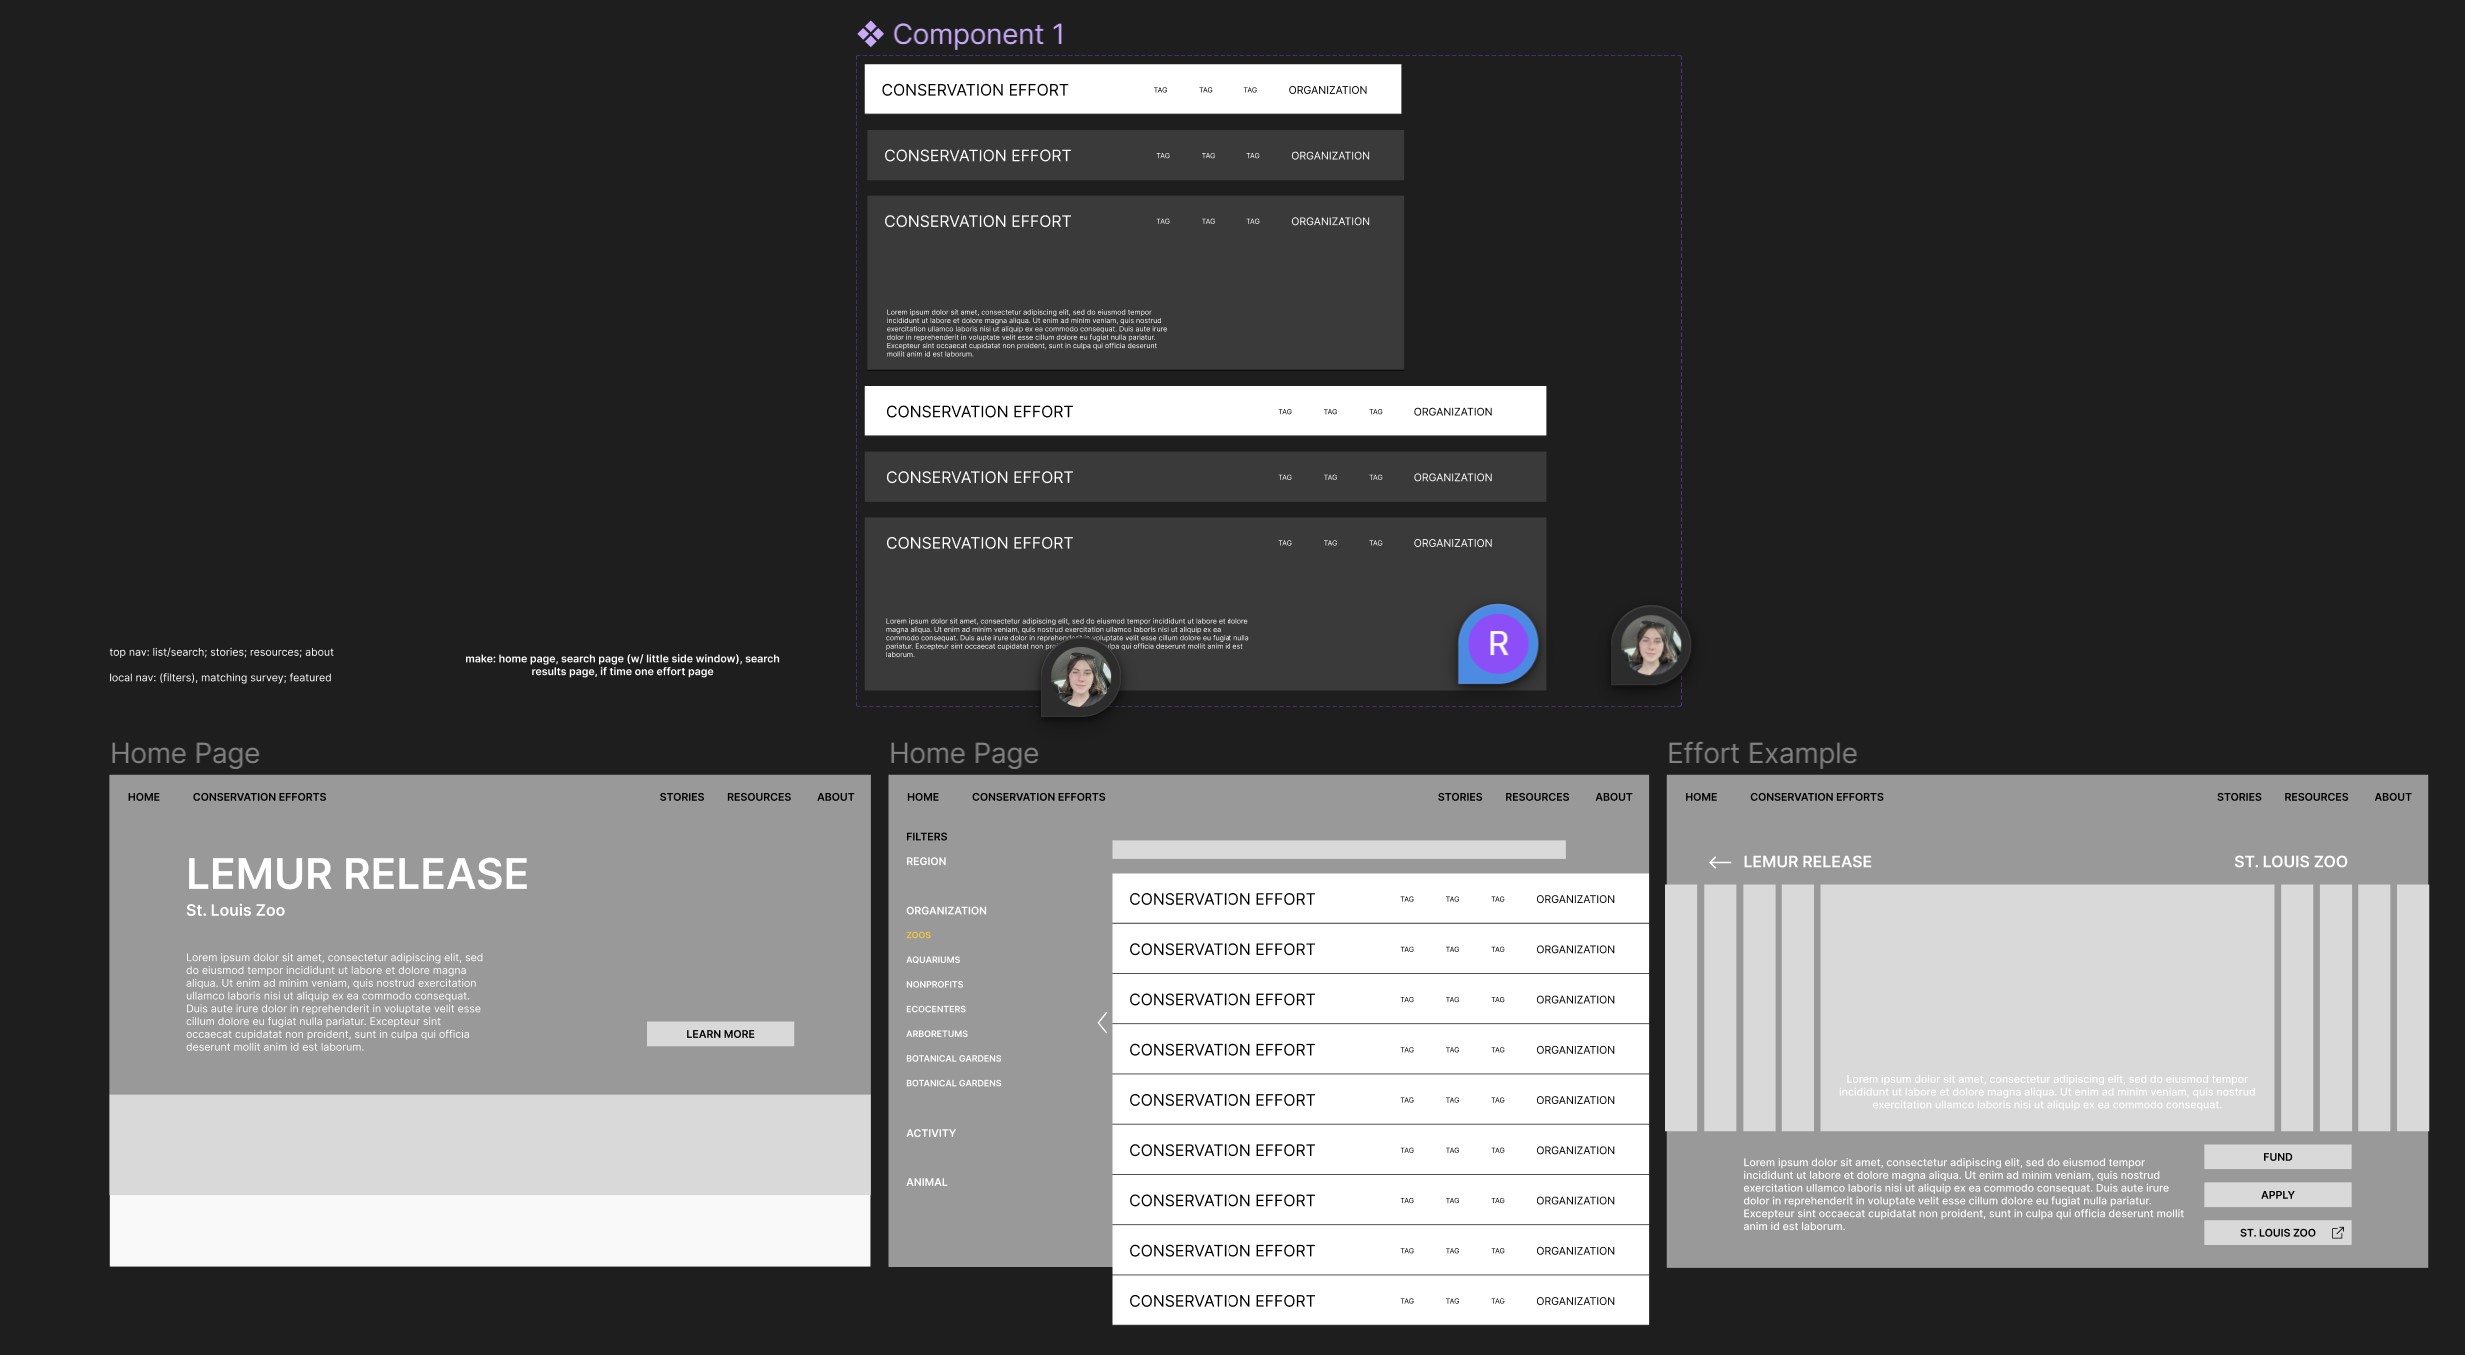 Component 1
CONSERVATION EFFORT TAG TAG TAG ORGANIZATION
CONSERVATION EFFORT TAG TAG TAG ORGANIZATION
CONSERVATION EFFORT TAG TAG TAG ORGANIZATION
Lorem ipsum dolor sit amet, consectetur adipiscing elit, sed do eiusmod tempor
incididunt ut labore et dolore magna aliqua. Ut enim ad minim veniam, quis nostrud
exercitation ullamco laboris nisi ut aliquip ex ea commodo consequat. Duis aute irure
dolor in reprehenderit in voluptate velit esse cillum dolore eu fugiat nulla pariatur.
Excepteur sint occaecat cupidatat non proident, sunt in culpa qui officia deserunt
mollit anim id est laborum.
CONSERVATION EFFORT TAG TAG TAG ORGANIZATION
CONSERVATION EFFORT TAG TAG TAG ORGANIZATION
CONSERVATION EFFORT TAG TAG TAG ORGANIZATION
Lorem ipsum dolor sit amet, consectetur adipiscing elit, sed do eiusmod tempor incididunt ut labore et dolore
magna aliqua. Ut enim ad minim veniam, quis nostrud exercitation ullamco laboris nisi ut aliquip ex ea
commodo consequat. Duis aute irure dolor in reprehenderit in voluptate velit esse cillum dolore eu fugiat nulla
pariatur. Excepteur sint occaecat cupidatat non culpa qui officia deserunt mollit anim id est
laborum.
R
top nav: list/search; stories; resources; about
local nav: (filters), matching survey; featured
make: home page, search page (w/ little side window), search
results page, if time one effort page
Home Page
HOME CONSERVATION EFFORTS STORIES RESOURCES ABOUT
LEMUR RELEASE
St. Louis Zoo
Lorem ipsum dolor sit amet, consectetur adipiscing elit, sed
do eiusmod tempor incididunt ut labore et dolore magna
aliqua. Ut enim ad minim veniam, quis nostrud exercitation
ullamco laboris nisi ut aliquip ex ea commodo consequat.
Duis aute irure dolor in reprehenderit in voluptate velit esse
cillum dolore eu fugiat nulla pariatur. Excepteur sint
occaecat cupidatat non proident, sunt in culpa qui officia
deserunt mollit anim id est laborum.
LEARN MORE
Home Page
HOME CONSERVATION EFFORTS STORIES RESOURCES ABOUT
FILTERS
REGION
ORGANIZATION
ZOOS
AQUARIUMS
NONPROFITS
ECOCENTERS
ARBORETUMS
BOTANICAL GARDENS
BOTANICAL GARDENS
ACTIVITY
ANIMAL
CONSERVATION EFFORT TAG TAG TAG ORGANIZATION
CONSERVATION EFFORT TAG TAG TAG ORGANIZATION
CONSERVATION EFFORT TAG TAG TAG ORGANIZATION
CONSERVATION EFFORT TAG TAG TAG ORGANIZATION
CONSERVATION EFFORT TAG TAG TAG ORGANIZATION
CONSERVATION EFFORT TAG TAG TAG ORGANIZATION
CONSERVATION EFFORT TAG TAG TAG ORGANIZATION
CONSERVATION EFFORT TAG TAG TAG ORGANIZATION
CONSERVATION EFFORT TAG TAG TAG ORGANIZATION
Effort Example
HOME CONSERVATION EFFORTS STORIES RESOURCES ABOUT
LEMUR RELEASE ST. LOUIS ZOO
Lorem ipsum dolor sit amet, consectetur adipiscing elit, sed do eiusmod tempor
incididunt ut labore et dolore magna aliqua. Ut enim ad minim veniam, quis nostrud
exercitation ullamco laboris nisi ut aliquip ex ea commodo consequat.
Lorem ipsum dolor sit amet, consectetur adipiscing elit, sed do eiusmod tempor
incididunt ut labore et dolore magna aliqua. Ut enim ad minim veniam, quis nostrud
exercitation ullamco laboris nisi ut aliquip ex ea commodo consequat. Duis aute irure
dolor in reprehenderit in voluptate velit esse cillum dolore eu fugiat nulla pariatur.
Excepteur sint occaecat cupidatat non proident, sunt in culpa qui officia deserunt mollit
anim id est laborum.
FUND
APPLY
ST. LOUIS ZOO